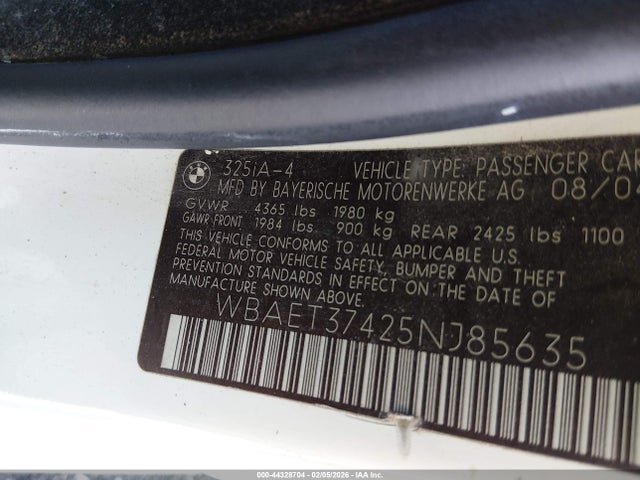 325iA-4 VEHICLE TYPE: PASSENGER CAR
MFD BY BAYERISCHE MOTORENWERKE AG 08/0
GVWR 4365 lbs 1980 kg
GAWR FRONT 1984 lbs 900 kg REAR 2425 lbs 1100
THIS VEHICLE CONFORMS TO ALL APPLICABLE U.S.
FEDERAL MOTOR VEHICLE SAFETY, BUMPER AND THEFT
PREVENTION STANDARDS IN EFFECT ON THE DATE OF
MANUFACTURE SHOWN ABOVE.
WBAET37425NJ85635
000-44328704 - 02/05/2026 - IAA Inc.